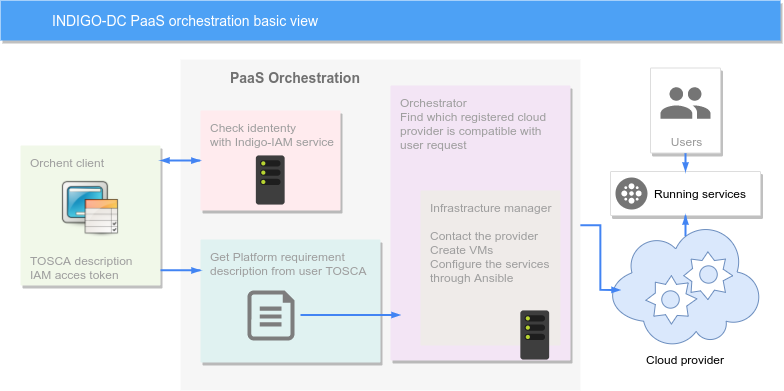 INDIGO-DC PaaS orchestration basic view
PaaS Orchestration
Orchent client
TOSCA description
IAM acces token
Check idententy
with Indigo-IAM service
Get Platform requirement
description from user TOSCA
Orchestrator
Find which registered cloud
provider is compatible with
user request
Infrastracture manager
Contact the provider
Create VMs
Configure the services
through Ansible
Users
Running services
Cloud provider